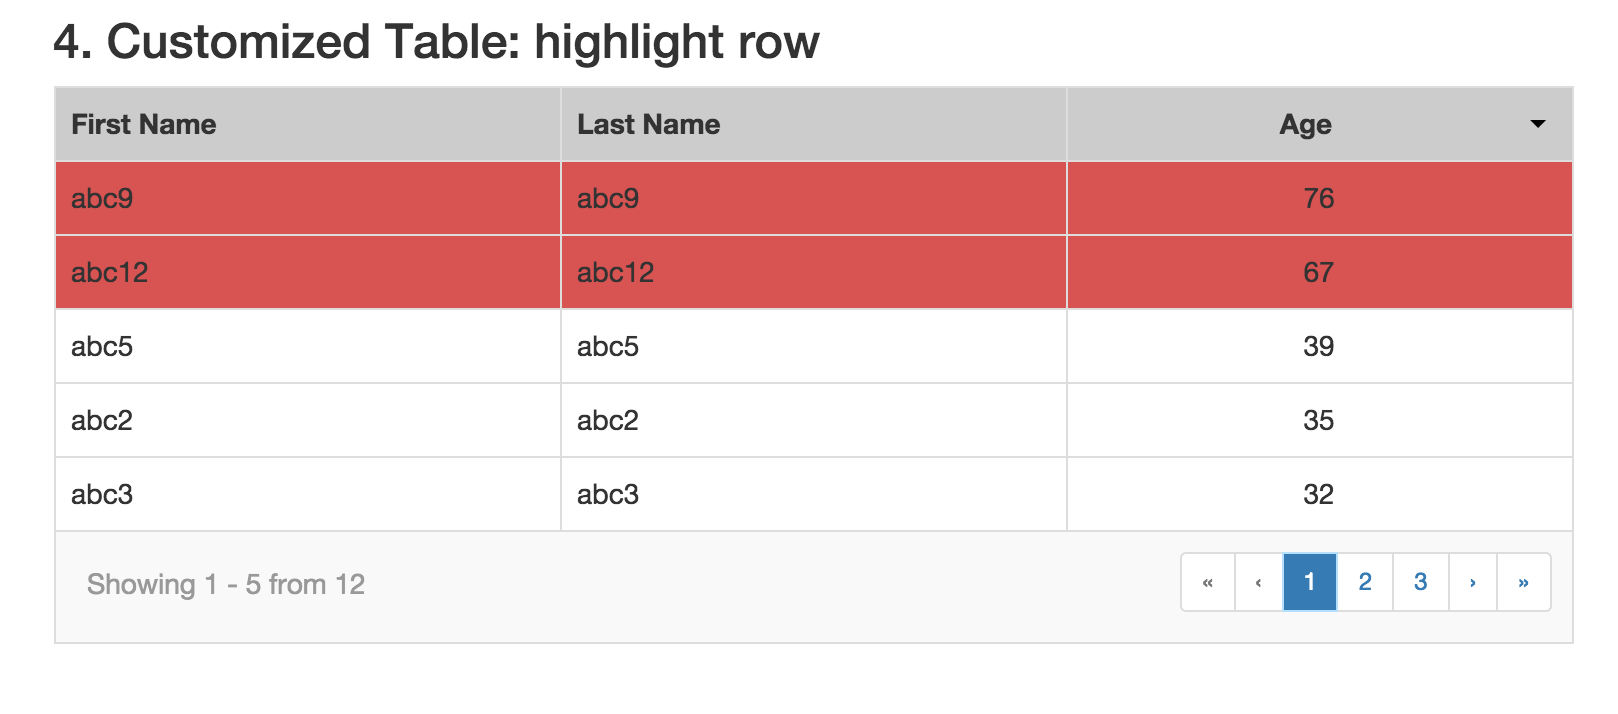 4. Customized Table: highlight row
First Name Last Name Age
abc9 abc9 76
abc12 abc12 67
abc5 abc5 39
abc2 abc2 35
abc3 abc3 32
Showing 1 - 5 from 12 « ‹ 1 2 3 › »